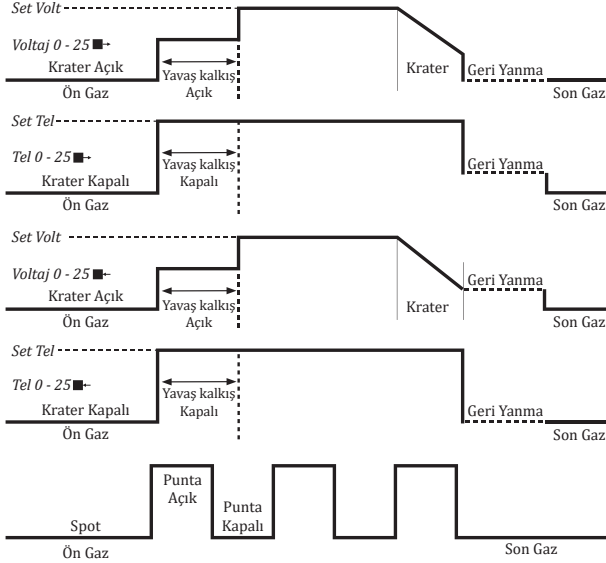 Set Volt
Voltaj 0 - 25
Krater Açık
Ön Gaz
Yavaş kalkış
Açık
Krater
Geri Yanma
Son Gaz
Set Tel
Tel 0 - 25
Krater Kapalı
Ön Gaz
Yavaş kalkış
Kapalı
Geri Yanma
Son Gaz
Set Volt
Voltaj 0 - 25
Krater Açık
Ön Gaz
Yavaş kalkış
Açık
Krater
Geri Yanma
Son Gaz
Set Tel
Tel 0 - 25
Krater Kapalı
Ön Gaz
Yavaş kalkış
Kapalı
Geri Yanma
Son Gaz
Punta
Açık
Punta
Kapalı
Spot
Ön Gaz
Son Gaz